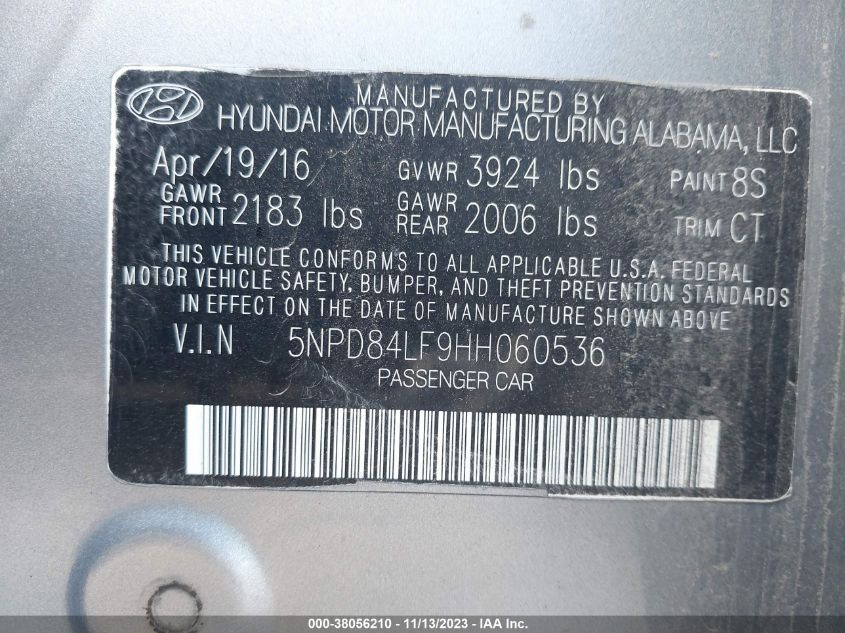 MANUFACTURED BY
HYUNDAI MOTOR MANUFACTURING ALABAMA, LLC
Apr/19/16 GVWR 3924 lbs PAINT 8S
GAWR FRONT 2183 lbs GAWR REAR 2006 lbs TRIM CT
THIS VEHICLE CONFORMS TO ALL APPLICABLE U.S.A. FEDERAL
MOTOR VEHICLE SAFETY, BUMPER, AND THEFT PREVENTION STANDARDS
IN EFFECT ON THE DATE OF MANUFACTURE SHOWN ABOVE.
V.I.N 5NPD84LF9HH060536
PASSENGER CAR
000-38056210 - 11/13/2023 - IAA Inc.